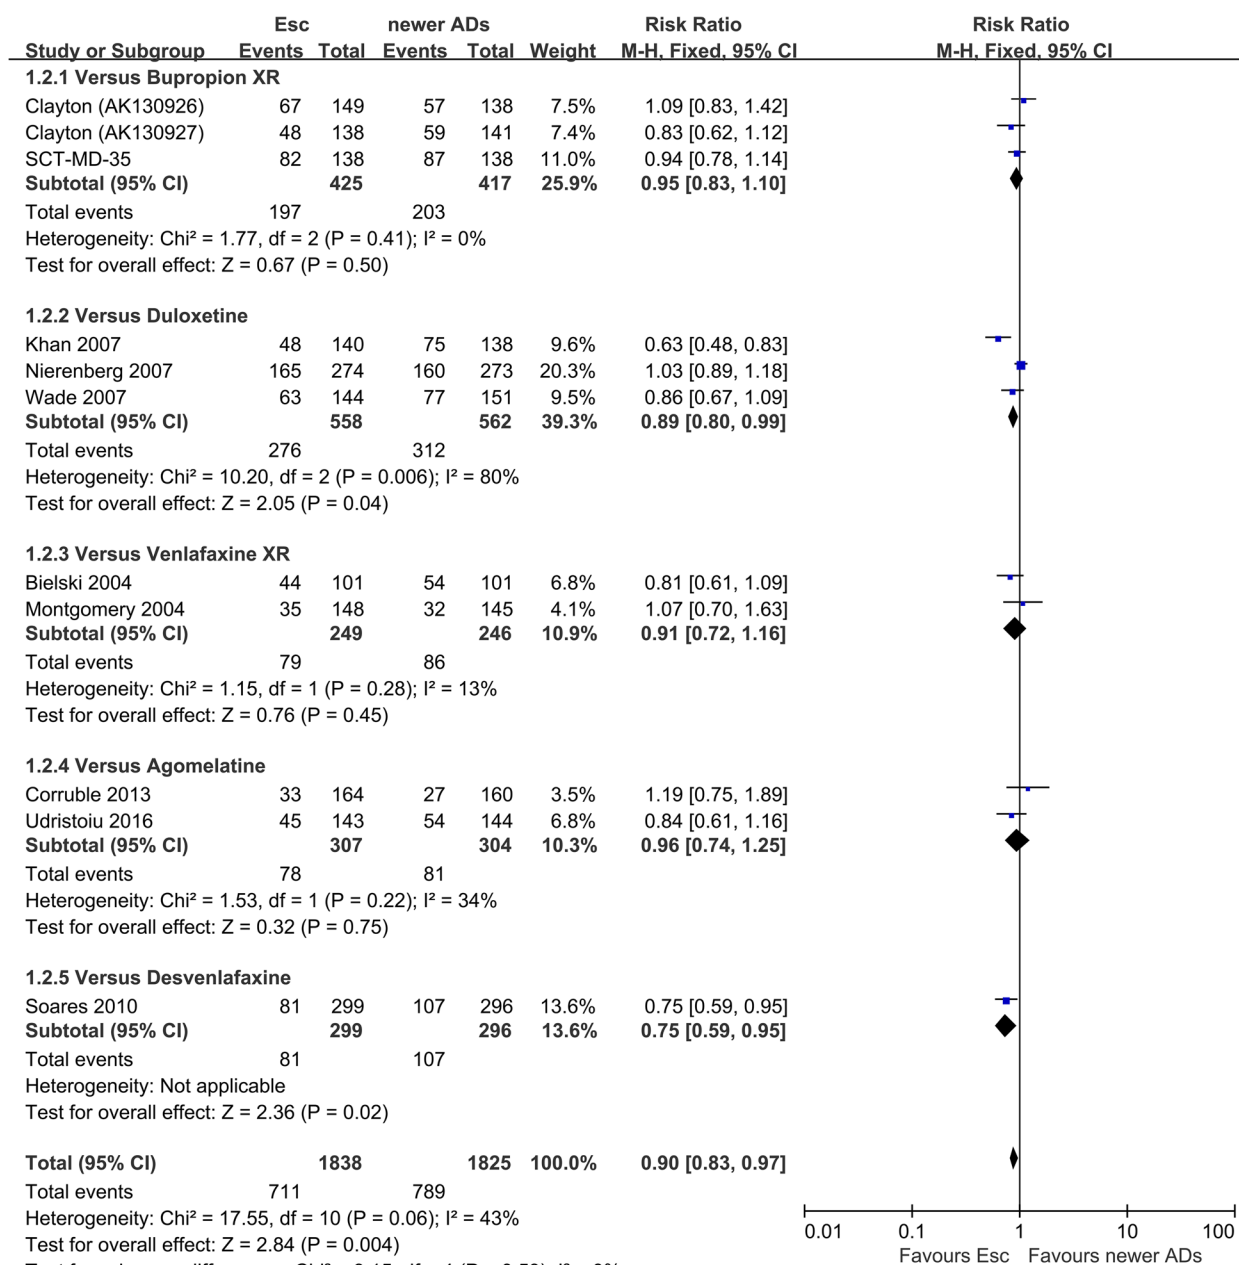 Esc newer ADs Risk Ratio Risk Ratio
Study or Subgroup Events Total Events Total Weight M-H, Fixed, 95% CI M-H, Fixed, 95% CI
1.2.1 Versus Bupropion XR
Clayton (AK130926) 67 149 57 138 7.5% 1.09 [0.83, 1.42]
Clayton (AK130927) 48 138 59 141 7.4% 0.83 [0.62, 1.12]
SCT-MD-35 82 138 87 138 11.0% 0.94 [0.78, 1.14]
Subtotal (95% CI) 425 417 25.9% 0.95 [0.83, 1.10]
Total events 197 203
Heterogeneity: Chi² = 1.77, df = 2 (P = 0.41); I² = 0%
Test for overall effect: Z = 0.67 (P = 0.50)
1.2.2 Versus Duloxetine
Khan 2007 48 140 75 138 9.6% 0.63 [0.48, 0.83]
Nierenberg 2007 165 274 160 273 20.3% 1.03 [0.89, 1.18]
Wade 2007 63 144 77 151 9.5% 0.86 [0.67, 1.09]
Subtotal (95% CI) 558 562 39.3% 0.89 [0.80, 0.99]
Total events 276 312
Heterogeneity: Chi² = 10.20, df = 2 (P = 0.006); I² = 80%
Test for overall effect: Z = 2.05 (P = 0.04)
1.2.3 Versus Venlafaxine XR
Bielski 2004 44 101 54 101 6.8% 0.81 [0.61, 1.09]
Montgomery 2004 35 148 32 145 4.1% 1.07 [0.70, 1.63]
Subtotal (95% CI) 249 246 10.9% 0.91 [0.72, 1.16]
Total events 79 86
Heterogeneity: Chi² = 1.15, df = 1 (P = 0.28); I² = 13%
Test for overall effect: Z = 0.76 (P = 0.45)
1.2.4 Versus Agomelatine
Corruble 2013 33 164 27 160 3.5% 1.19 [0.75, 1.89]
Udristoiu 2016 45 143 54 144 6.8% 0.84 [0.61, 1.16]
Subtotal (95% CI) 307 304 10.3% 0.96 [0.74, 1.25]
Total events 78 81
Heterogeneity: Chi² = 1.53, df = 1 (P = 0.22); I² = 34%
Test for overall effect: Z = 0.32 (P = 0.75)
1.2.5 Versus Desvenlafaxine
Soares 2010 81 299 107 296 13.6% 0.75 [0.59, 0.95]
Subtotal (95% CI) 299 296 13.6% 0.75 [0.59, 0.95]
Total events 81 107
Heterogeneity: Not applicable
Test for overall effect: Z = 2.36 (P = 0.02)
Total (95% CI) 1838 1825 100.0% 0.90 [0.83, 0.97]
Total events 711 789
Heterogeneity: Chi² = 17.55, df = 10 (P = 0.06); I² = 43%
Test for overall effect: Z = 2.84 (P = 0.004)
0.01 0.1 1 10 100
Favours Esc Favours newer ADs